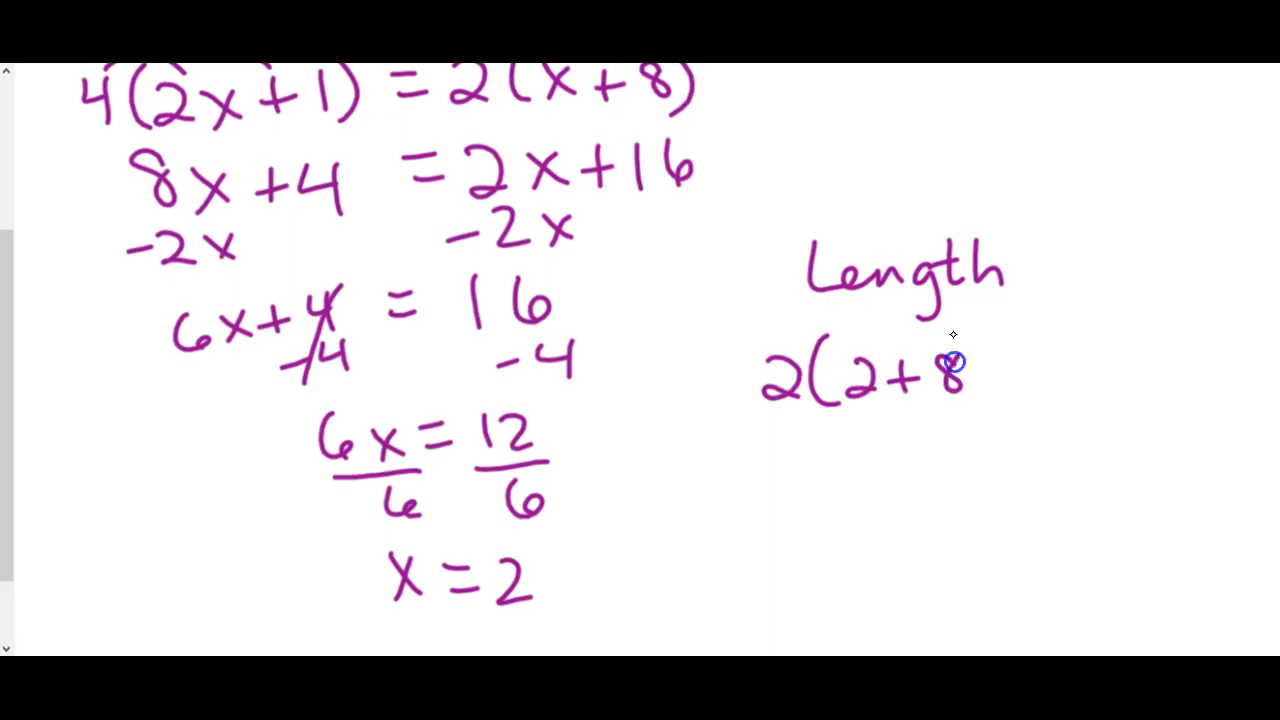 4(2x+1) = 2(x+8)
8x+4 = 2x+16
-2x -2x
6x+4 = 16
-4 -4
6x = 12
6 6
x = 2
Length
2(2+8